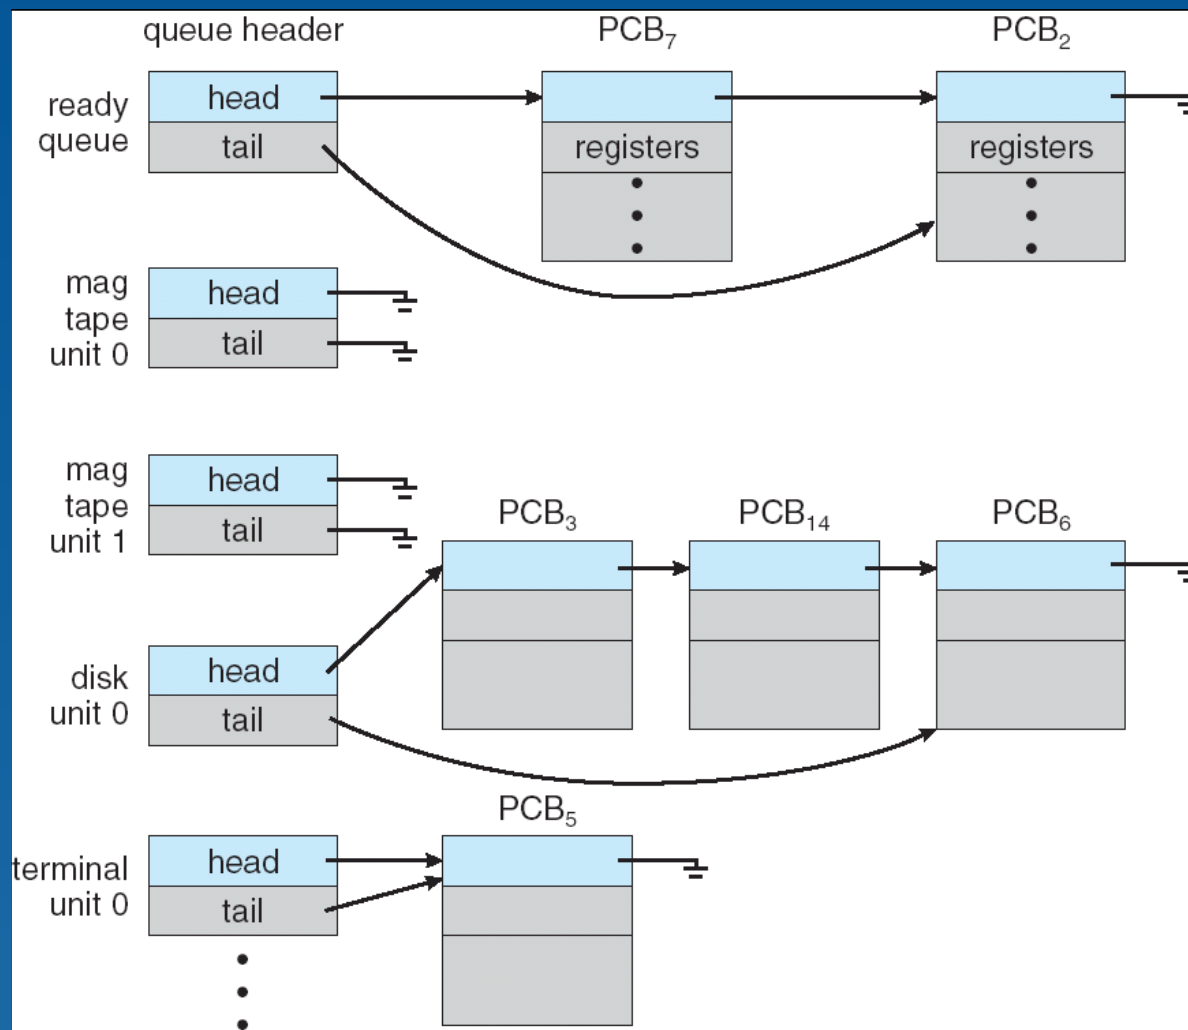 queue header
PCB₇
PCB₂
ready
queue
head
tail
registers
registers
mag
tape
unit 0
head
tail
mag
tape
unit 1
head
tail
PCB₃
PCB₁₄
PCB₆
disk
unit 0
head
tail
PCB₅
terminal
unit 0
head
tail